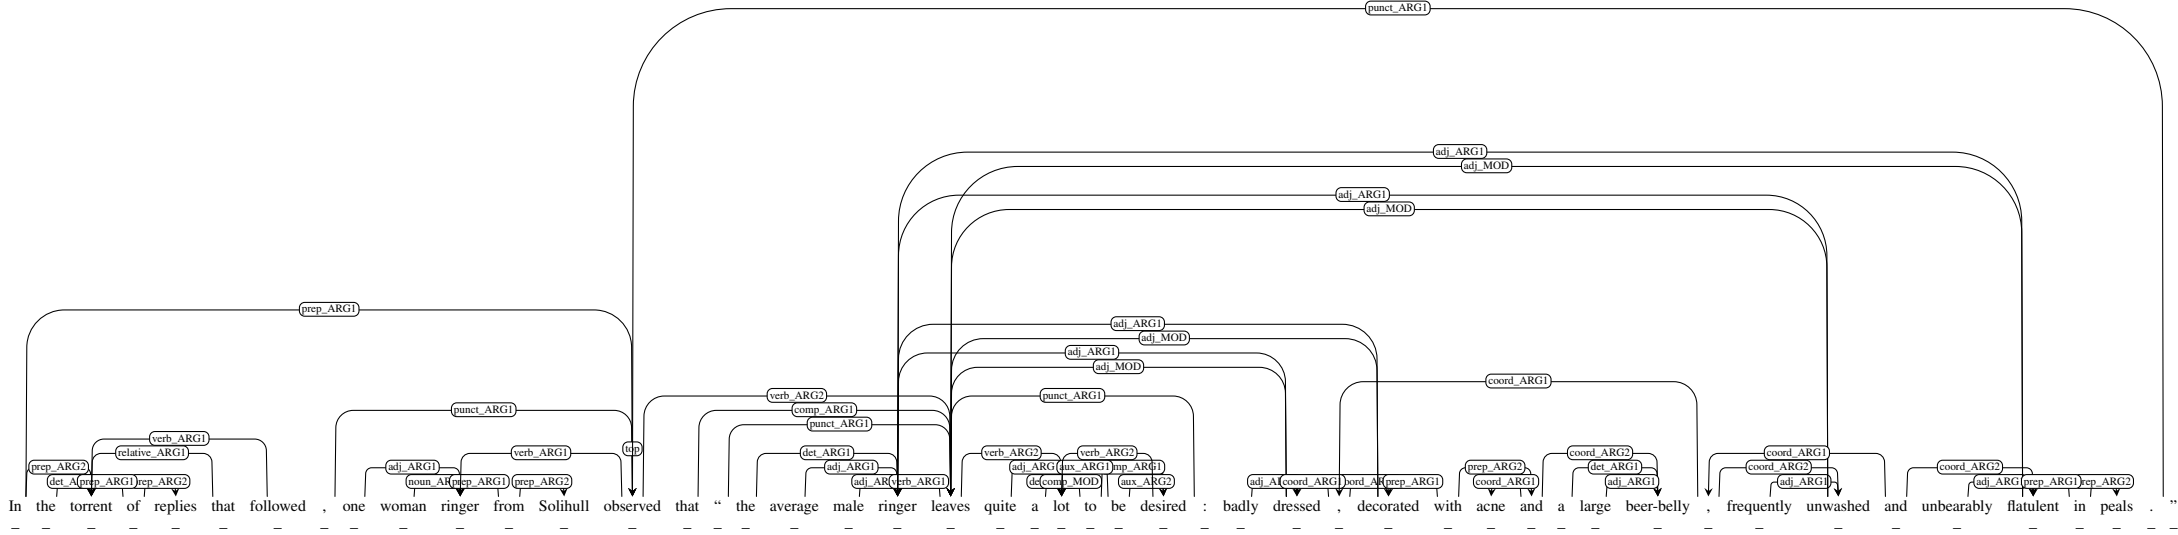 punct_ARG1
adj_ARG1
adj_MOD
adj_ARG1
adj_MOD
prep_ARG1
adj_ARG1
adj_MOD
adj_ARG1
adj_MOD
coord_ARG1
verb_ARG2 punct_ARG1
punct_ARG1 comp_ARG1
punct_ARG1
verb_ARG1 top
relative_ARG1 verb_ARG1 det_ARG1 verb_ARG2 verb_ARG2 coord_ARG2 coord_ARG1
prep_ARG2 adj_ARG1 adj_ARG1 aux_ARG1 prep_ARG2 det_ARG1 coord_ARG2 coord_ARG2
prep_ARG1 prep_ARG1 prep_ARG2 verb_ARG1 comp_MOD aux_ARG2 coord_ARG1 prep_ARG1 coord_ARG1 adj_ARG1 adj_ARG1 prep_ARG1
In the torrent of replies that followed , one woman ringer from Solihull observed that “ the average male ringer leaves quite a lot to be desired : badly dressed , decorated with acne and a large beer-belly , frequently unwashed and unbearably flatulent in peals . ”
_ _ _ _ _ _ _ _ _ _ _ _ _ _ _ _ _ _ _ _ _ _ _ _ _ _ _ _ _ _ _ _ _ _ _ _ _ _ _ _ _ _ _ _ _ _ _ _ _